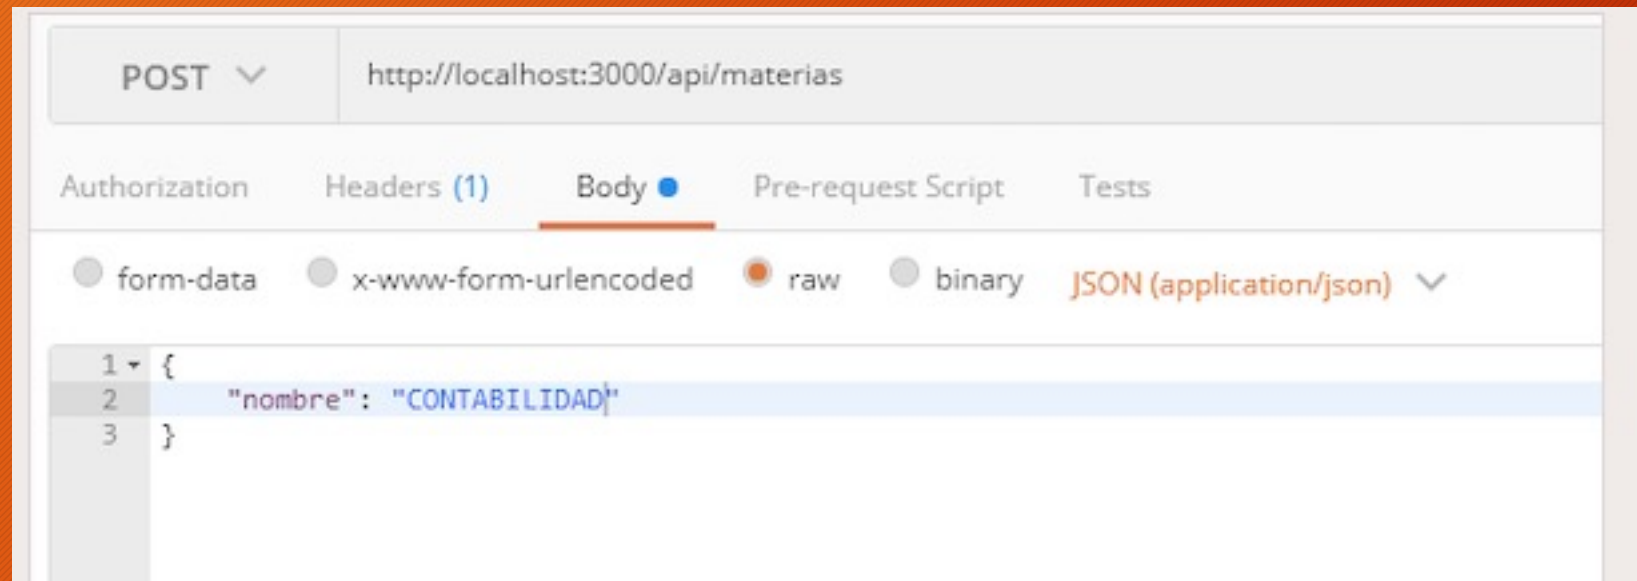 POST http://localhost:3000/api/materias
Authorization Headers (1) Body Pre-request Script Tests
form-data x-www-form-urlencoded raw binary JSON (application/json)
1 {
2 "nombre": "CONTABILIDAD"
3 }